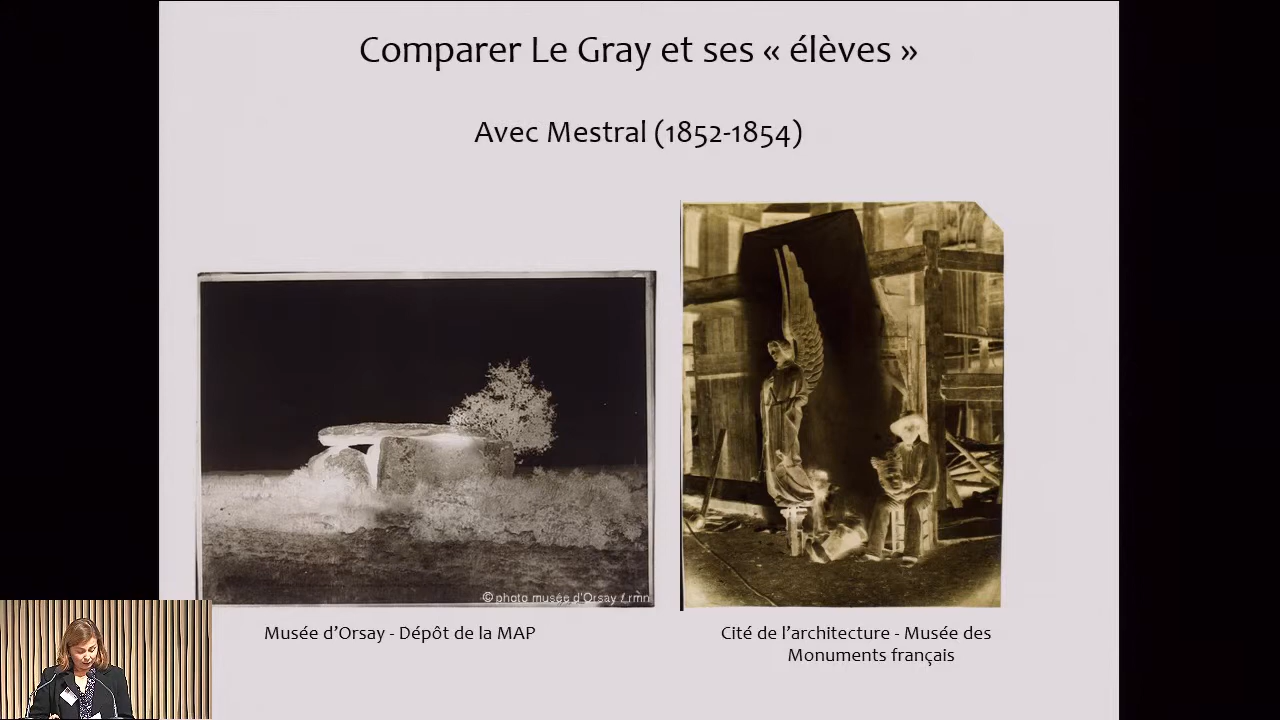 Comparer Le Gray et ses « élèves »
Avec Mestral (1852-1854)
© photo musée d'Orsay / rmn
Musée d’Orsay - Dépôt de la MAP
Cité de l’architecture - Musée des
Monuments français